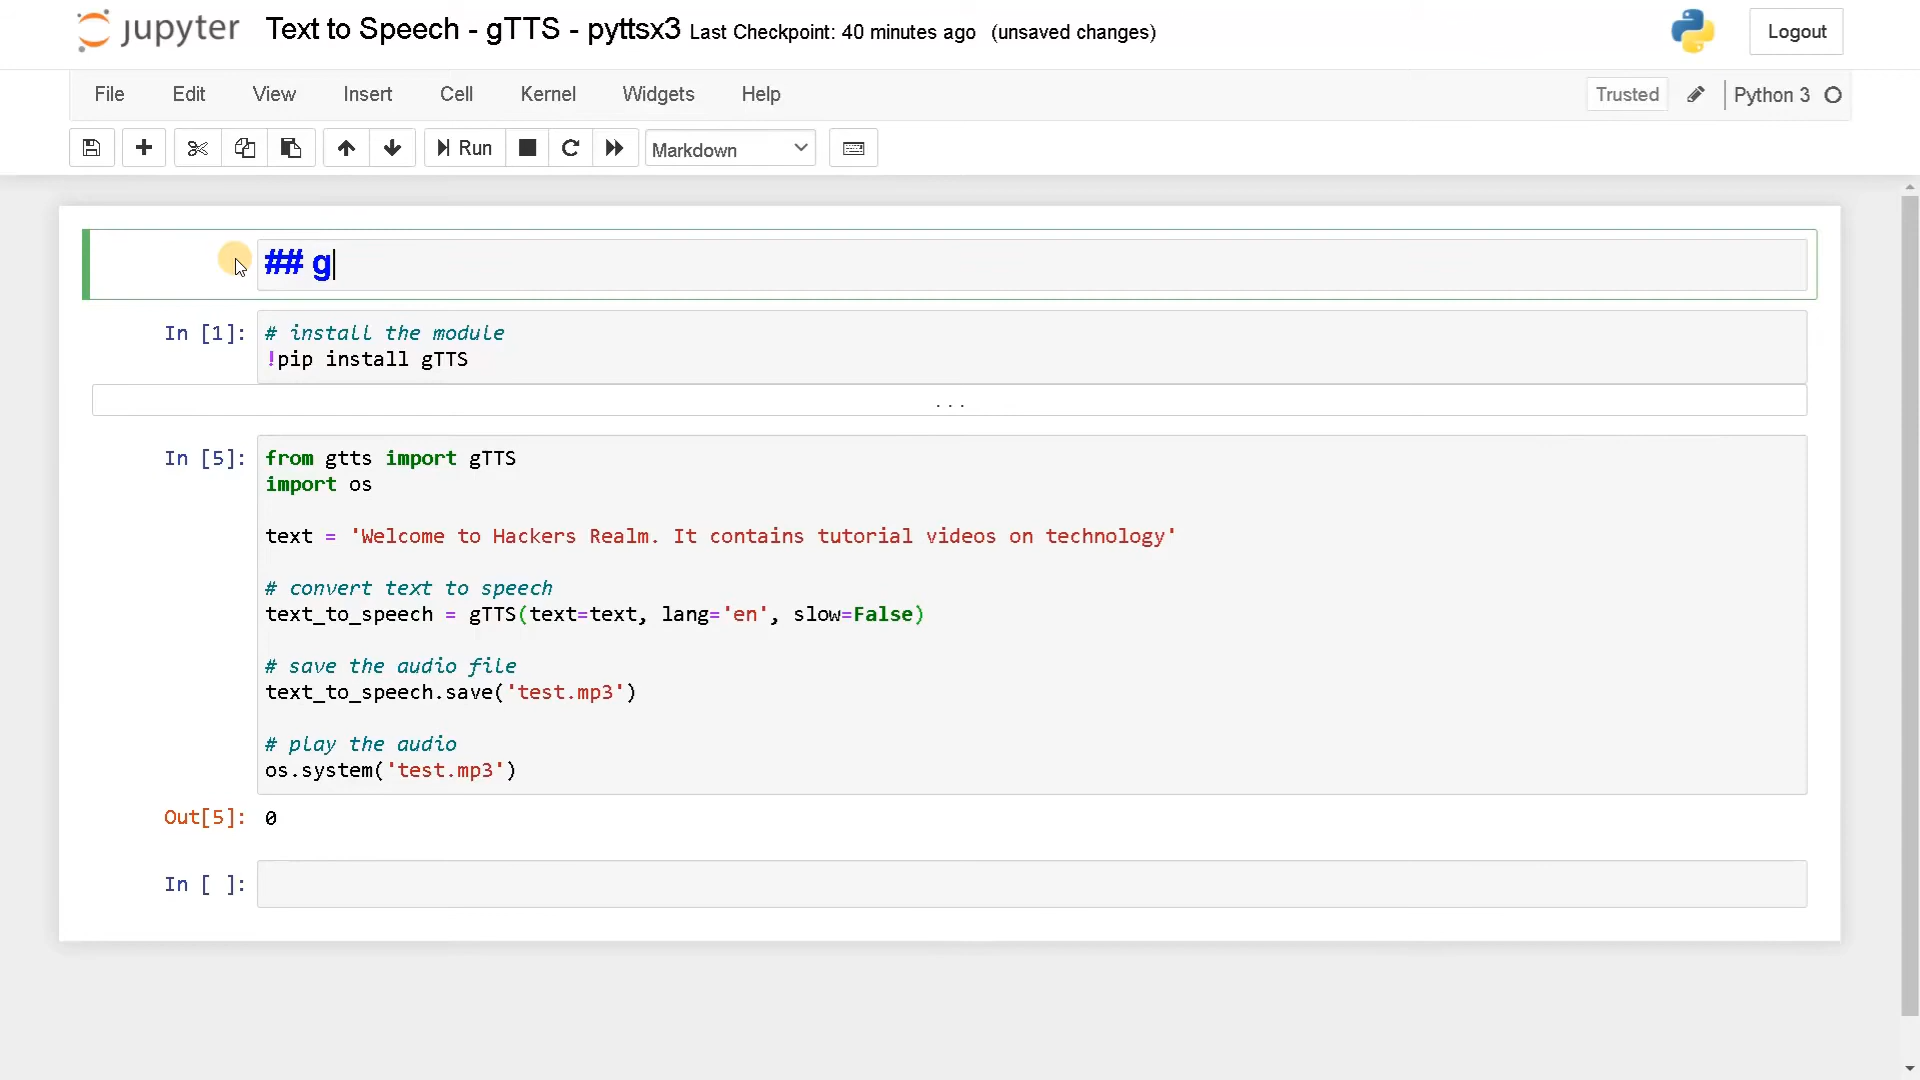 jupyter Text to Speech - gTTS - pyttsx3 Last Checkpoint: 40 minutes ago (unsaved changes) Logout
File Edit View Insert Cell Kernel Widgets Help Trusted Python 3
Run Markdown
## g
In [1]: # install the module
!pip install gTTS
...
In [5]: from gtts import gTTS
import os
text = 'Welcome to Hackers Realm. It contains tutorial videos on technology'
# convert text to speech
text_to_speech = gTTS(text=text, lang='en', slow=False)
# save the audio file
text_to_speech.save('test.mp3')
# play the audio
os.system('test.mp3')
Out[5]: 0
In [ ]: